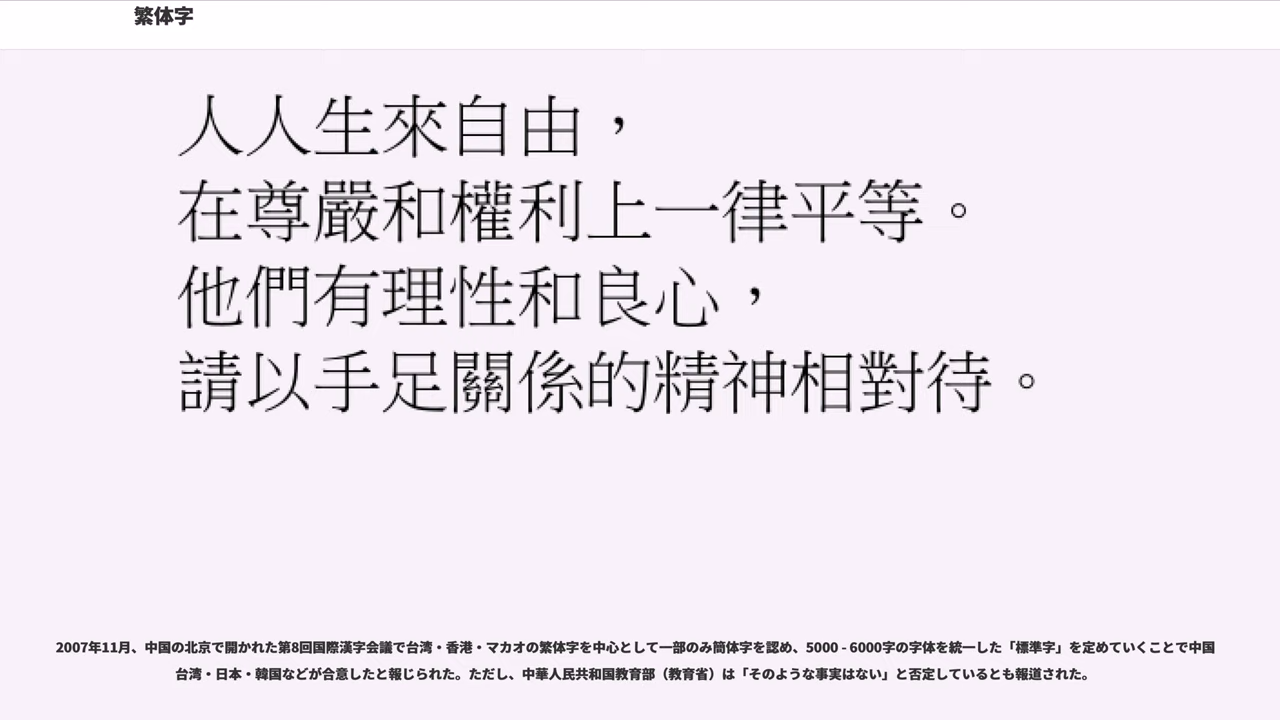 繁体字
人人生來自由，
在尊嚴和權利上一律平等。
他們有理性和良心，
請以手足關係的精神相對待。
2007年11月、中国の北京で開かれた第8回国際漢字会議で台湾・香港・マカオの繁体字を中心として一部のみ簡体字を認め、5000 - 6000字の字体を統一した「標準字」を定めていくことで中国
台湾・日本・韓国などが合意したと報じられた。ただし、中華人民共和国教育部（教育省）は「そのような事実はない」と否定しているとも報道された。